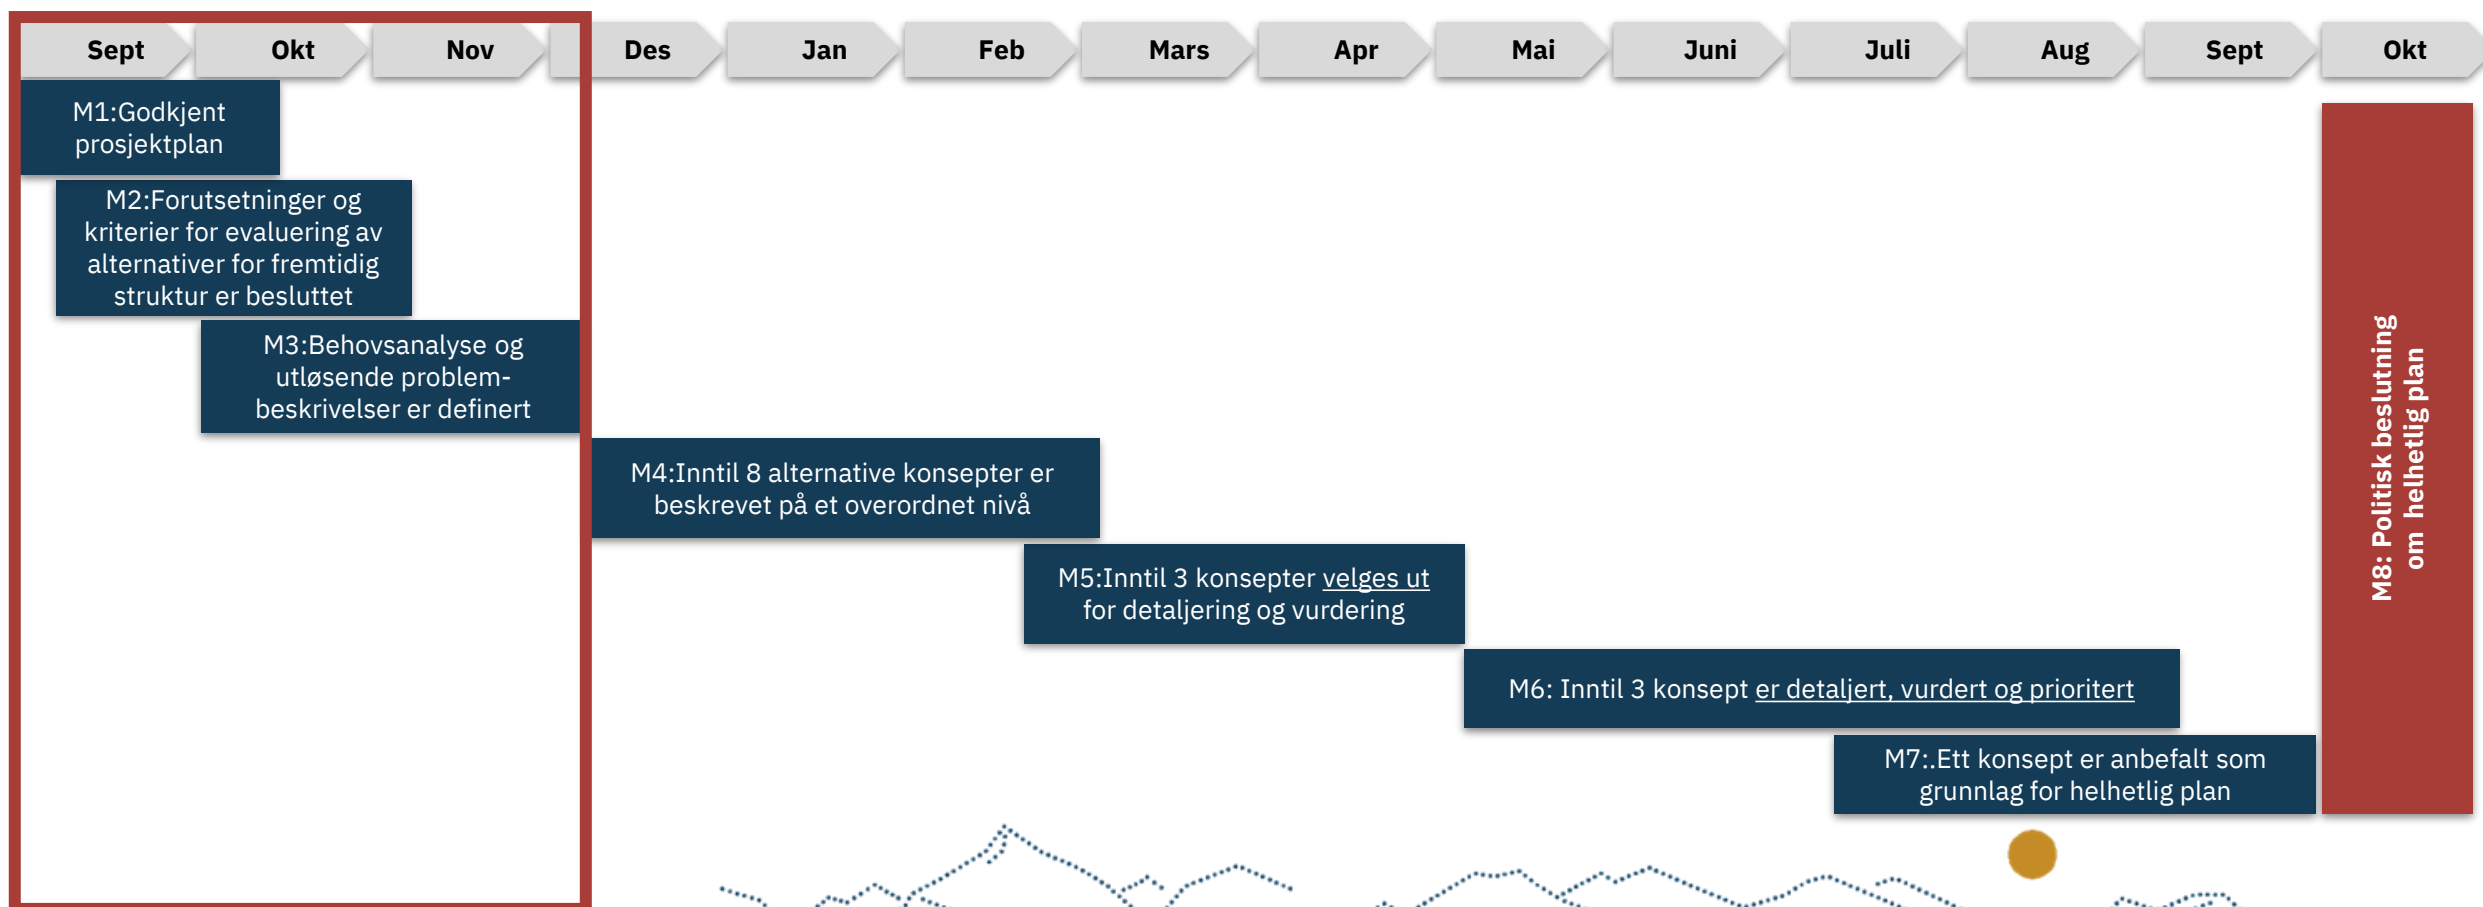 Sept
Okt
Nov
Des
Jan
Feb
Mars
Apr
Mai
Juni
Juli
Aug
Sept
Okt
M1:Godkjent
prosjektplan
M2:Forutsetninger og
kriterier for evaluering av
alternativer for fremtidig
struktur er besluttet
M3:Behovsanalyse og
utløsende problem-
beskrivelser er definert
M4:Inntil 8 alternative konsepter er
beskrevet på et overordnet nivå
M5:Inntil 3 konsepter velges ut
for detaljering og vurdering
M6: Inntil 3 konsept er detaljert, vurdert og prioritert
M7:.Ett konsept er anbefalt som
grunnlag for helhetlig plan
M8: Politisk beslutning
om helhetlig plan